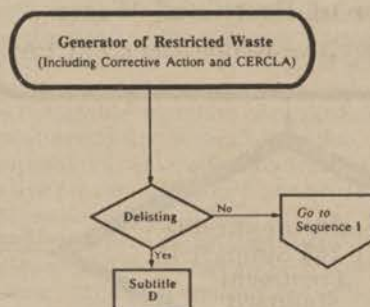 Generator of Restricted Waste
(Including Corrective Action and CERCLA)
Delisting
No
Go to
Sequence 1
Yes
Subtitle
D